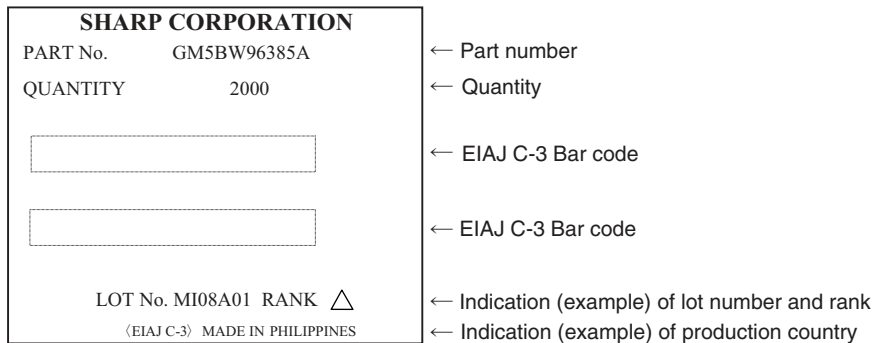 SHARP CORPORATION
PART No. GM5BW96385A ← Part number
QUANTITY 2000 ← Quantity
← EIAJ C-3 Bar code
← EIAJ C-3 Bar code
LOT No. MI08A01 RANK △ ← Indication (example) of lot number and rank
〈EIAJ C-3〉 MADE IN PHILIPPINES ← Indication (example) of production country